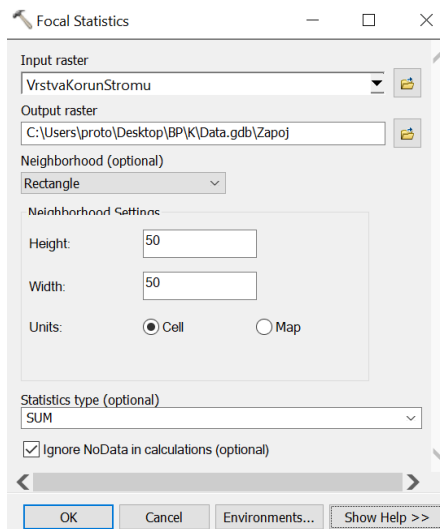 Focal Statistics
Input raster
VrstvaKorunStromu
Output raster
C:\Users\proto\Desktop\BP\K\Data.gdb\Zapoj
Neighborhood (optional)
Rectangle
Neighborhood Settings
Height: 50
Width: 50
Units: Cell Map
Statistics type (optional)
SUM
Ignore NoData in calculations (optional)
OK Cancel Environments... Show Help >>